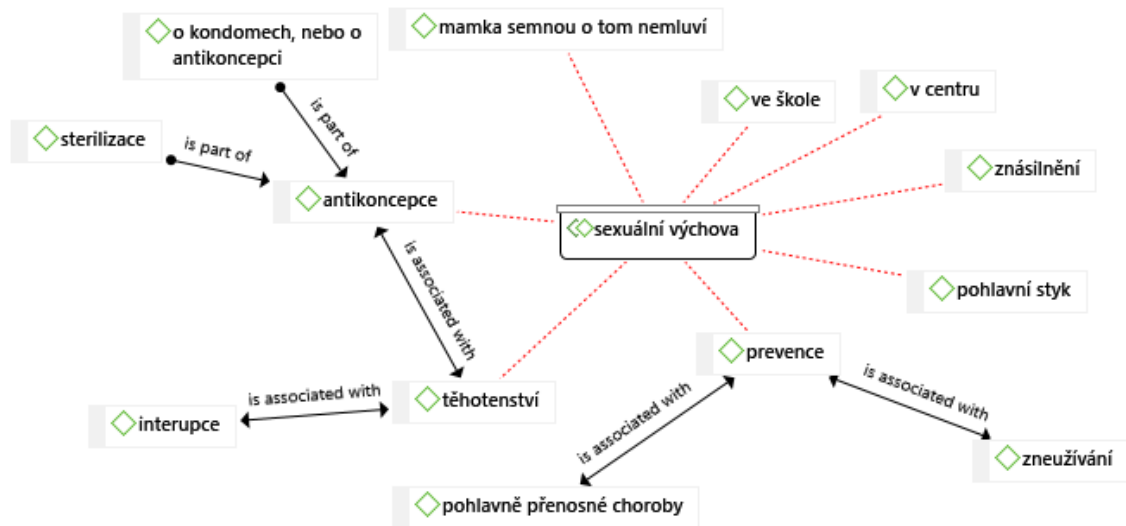 o kondomech, nebo o
antikoncepci
mamka semnou o tom nemluví
ve škole
v centru
sterilizace
is part of
is part of
antikoncepce
znásilnění
sexuální výchova
pohlavní styk
is associated with
prevence
is associated with
těhotenství
is associated with
interupce
is associated with
zneužívání
pohlavně přenosné choroby